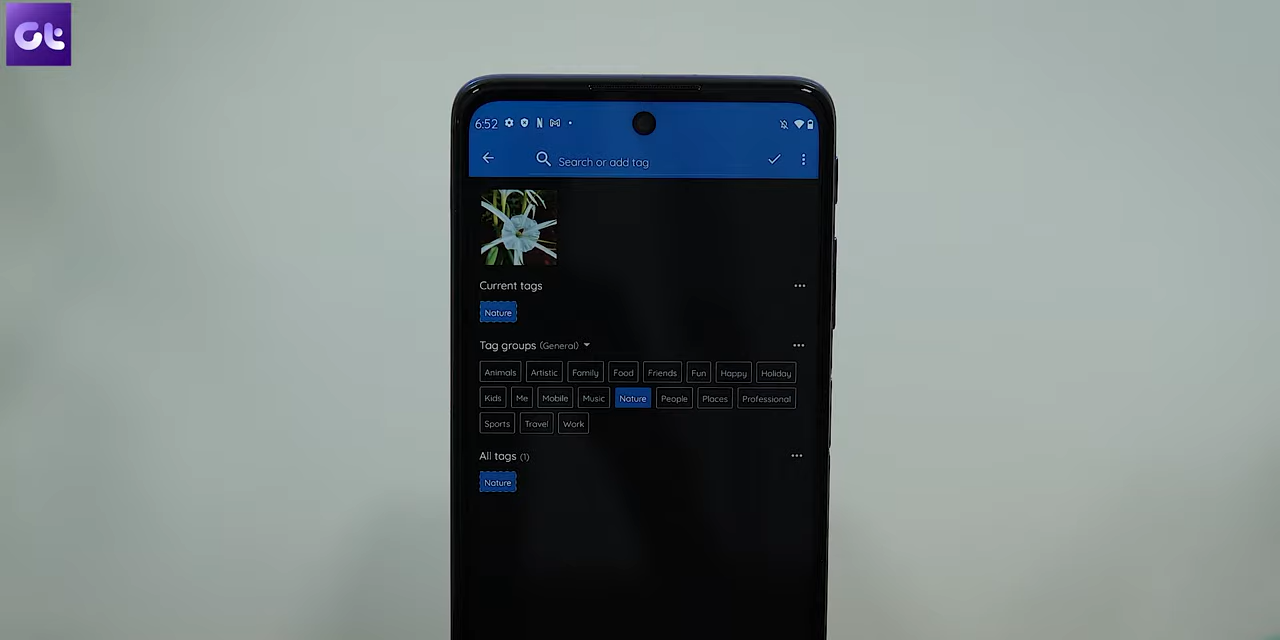 Gt
6:52
Search or add tag
Current tags
Nature
Tag groups (General)
Animals Artistic Family Food Friends Fun Happy Holiday
Kids Me Mobile Music Nature People Places Professional
Sports Travel Work
All tags (1)
Nature